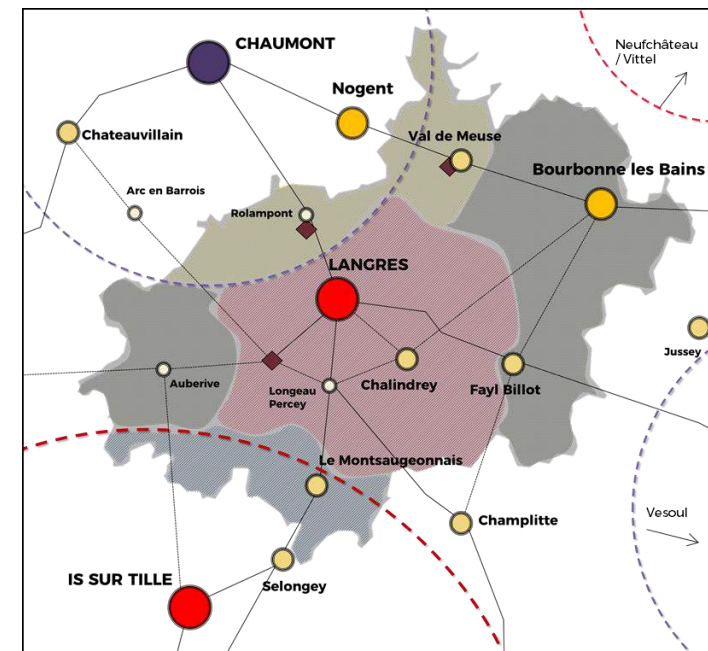 CHAUMONT
Neufchâteau
/ Vittel
Nogent
Chateauvillain
Val de Meuse
Bourbonne les Bains
Arc en Barrois
Rolampont
LANGRES
Jussey
Auberive
Longeau
Percey
Chalindrey
Fayl Billot
Le Montsaugeonnais
Champlitte
Vesoul
IS SUR TILLE
Selongey